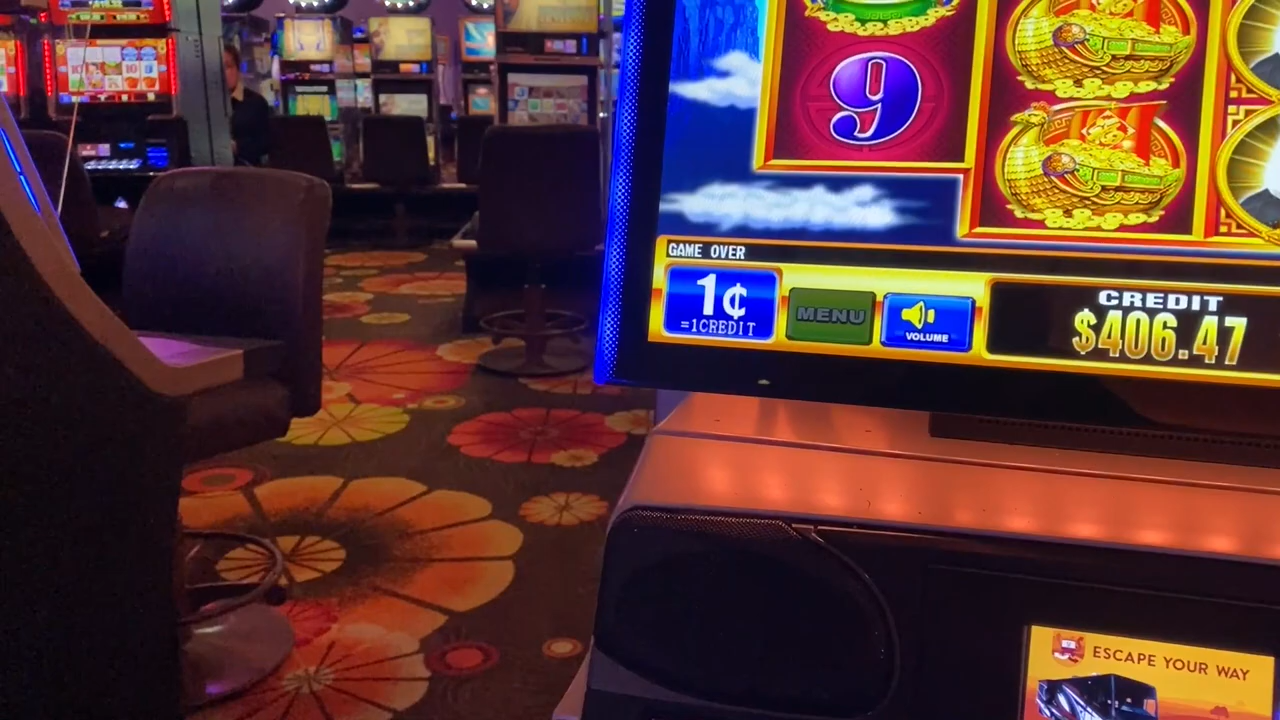 9
GAME OVER
1¢
=1CREDIT
MENU
VOLUME
CREDIT
$406.47
ESCAPE YOUR WAY